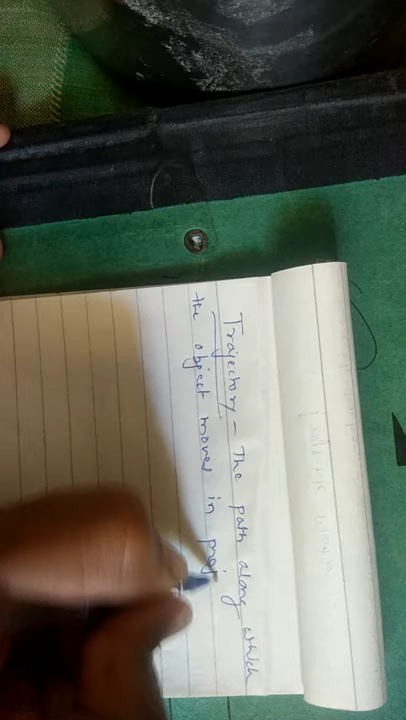 Trajectory - The path along which
the object moves in proj